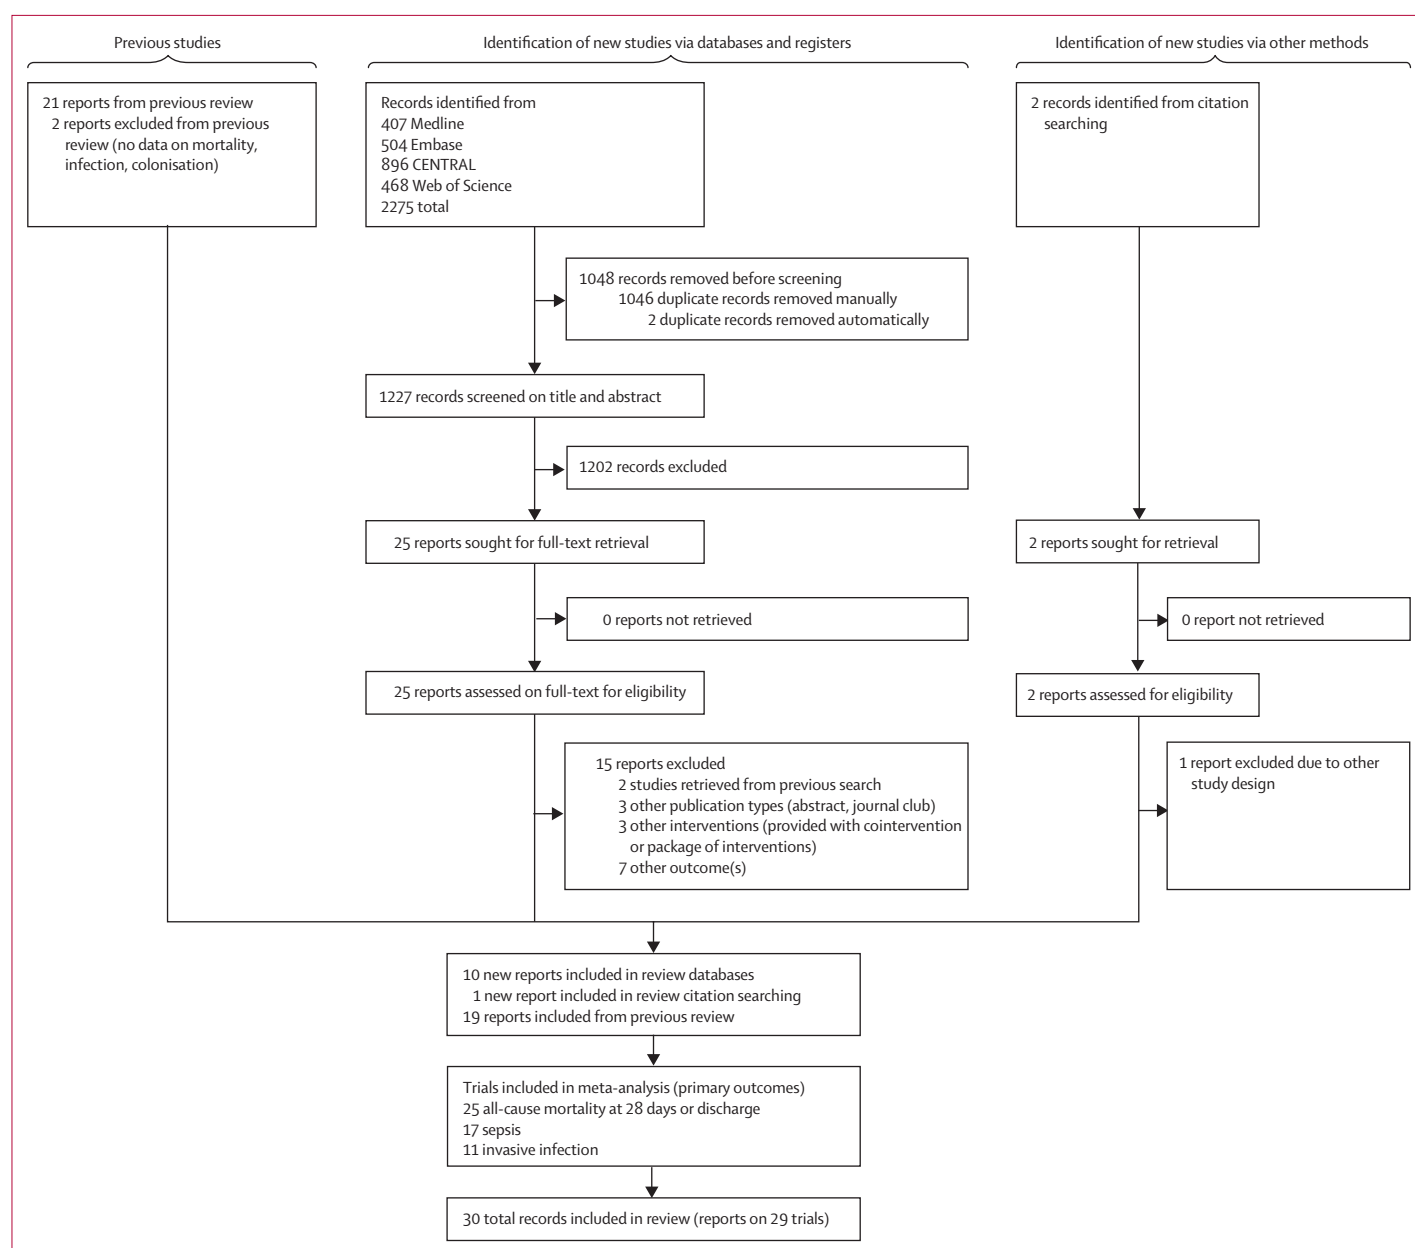 Previous studies
Identification of new studies via databases and registers
Identification of new studies via other methods
21 reports from previous review
2 reports excluded from previous
review (no data on mortality,
infection, colonisation)
Records identified from
407 Medline
504 Embase
896 CENTRAL
468 Web of Science
2275 total
2 records identified from citation
searching
1048 records removed before screening
1046 duplicate records removed manually
2 duplicate records removed automatically
1227 records screened on title and abstract
1202 records excluded
25 reports sought for full-text retrieval
2 reports sought for retrieval
0 reports not retrieved
0 report not retrieved
25 reports assessed on full-text for eligibility
2 reports assessed for eligibility
15 reports excluded
2 studies retrieved from previous search
3 other publication types (abstract, journal club)
3 other interventions (provided with cointervention
or package of interventions)
7 other outcome(s)
1 report excluded due to other
study design
10 new reports included in review databases
1 new report included in review citation searching
19 reports included from previous review
Trials included in meta-analysis (primary outcomes)
25 all-cause mortality at 28 days or discharge
17 sepsis
11 invasive infection
30 total records included in review (reports on 29 trials)